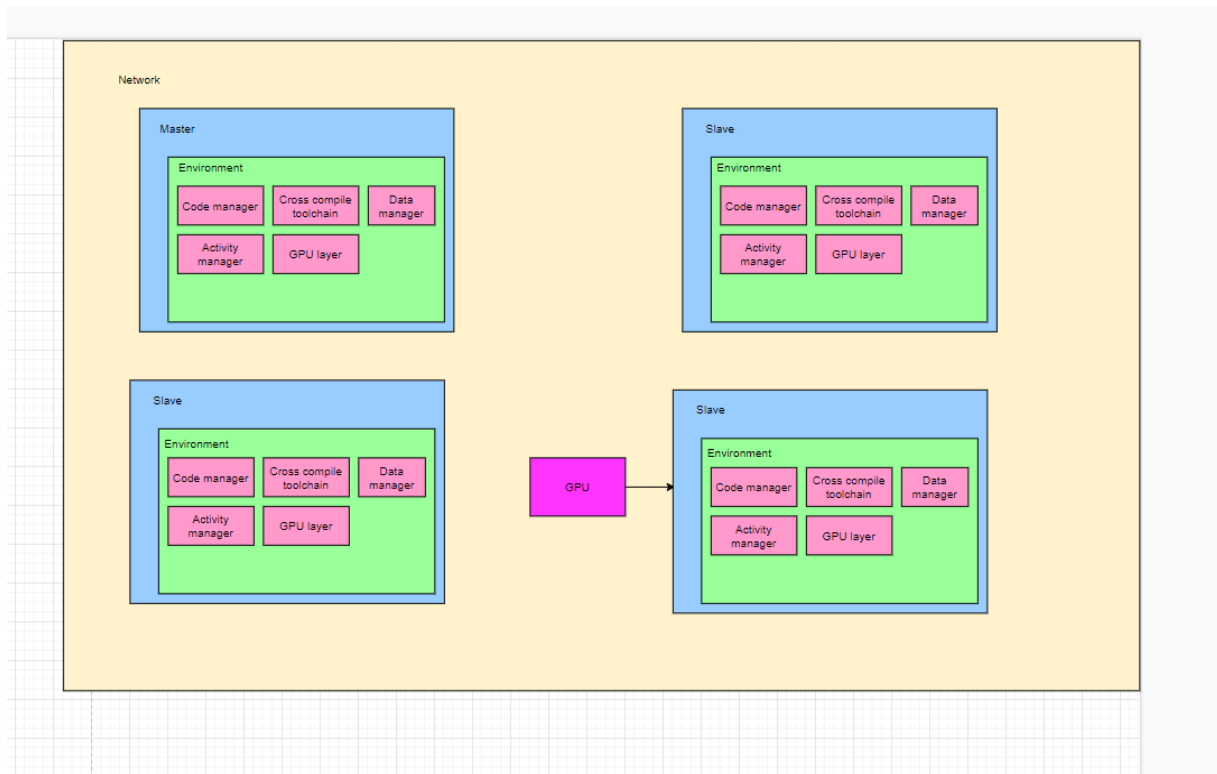 Network
Master
Environment
Code manager
Cross compile
toolchain
Data
manager
Activity
manager
GPU layer
Slave
Environment
Code manager
Cross compile
toolchain
Data
manager
Activity
manager
GPU layer
Slave
Environment
Code manager
Cross compile
toolchain
Data
manager
Activity
manager
GPU layer
GPU
Slave
Environment
Code manager
Cross compile
toolchain
Data
manager
Activity
manager
GPU layer